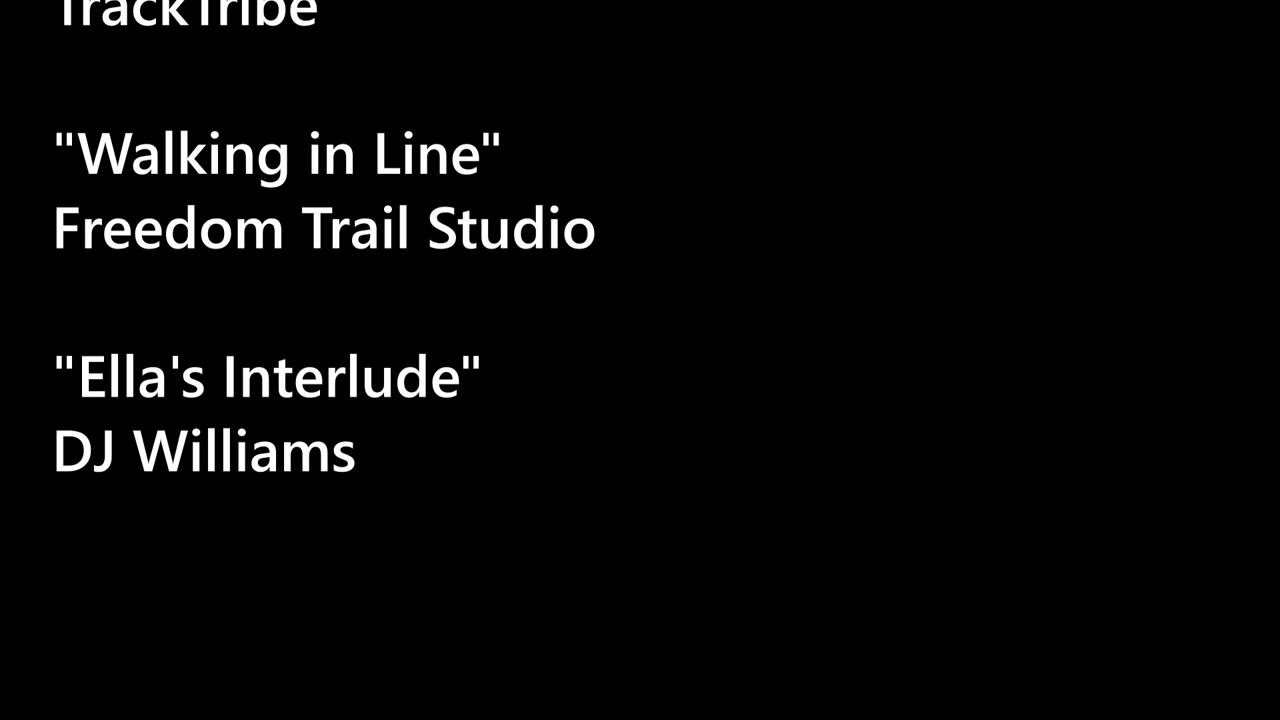 TrackTribe
"Walking in Line"
Freedom Trail Studio
"Ella's Interlude"
DJ Williams